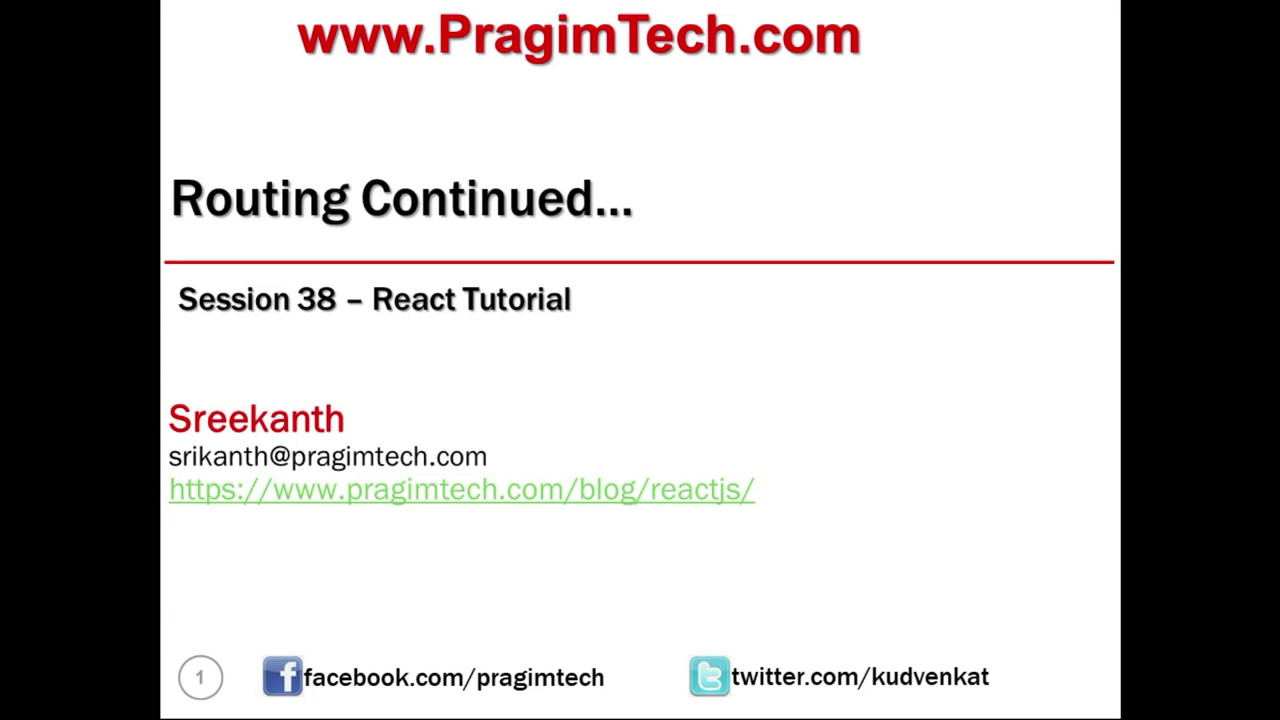 www.PragimTech.com
Routing Continued...
Session 38 – React Tutorial
Sreekanth
srikanth@pragimtech.com
https://www.pragimtech.com/blog/reactjs/
1
facebook.com/pragimtech
twitter.com/kudvenkat